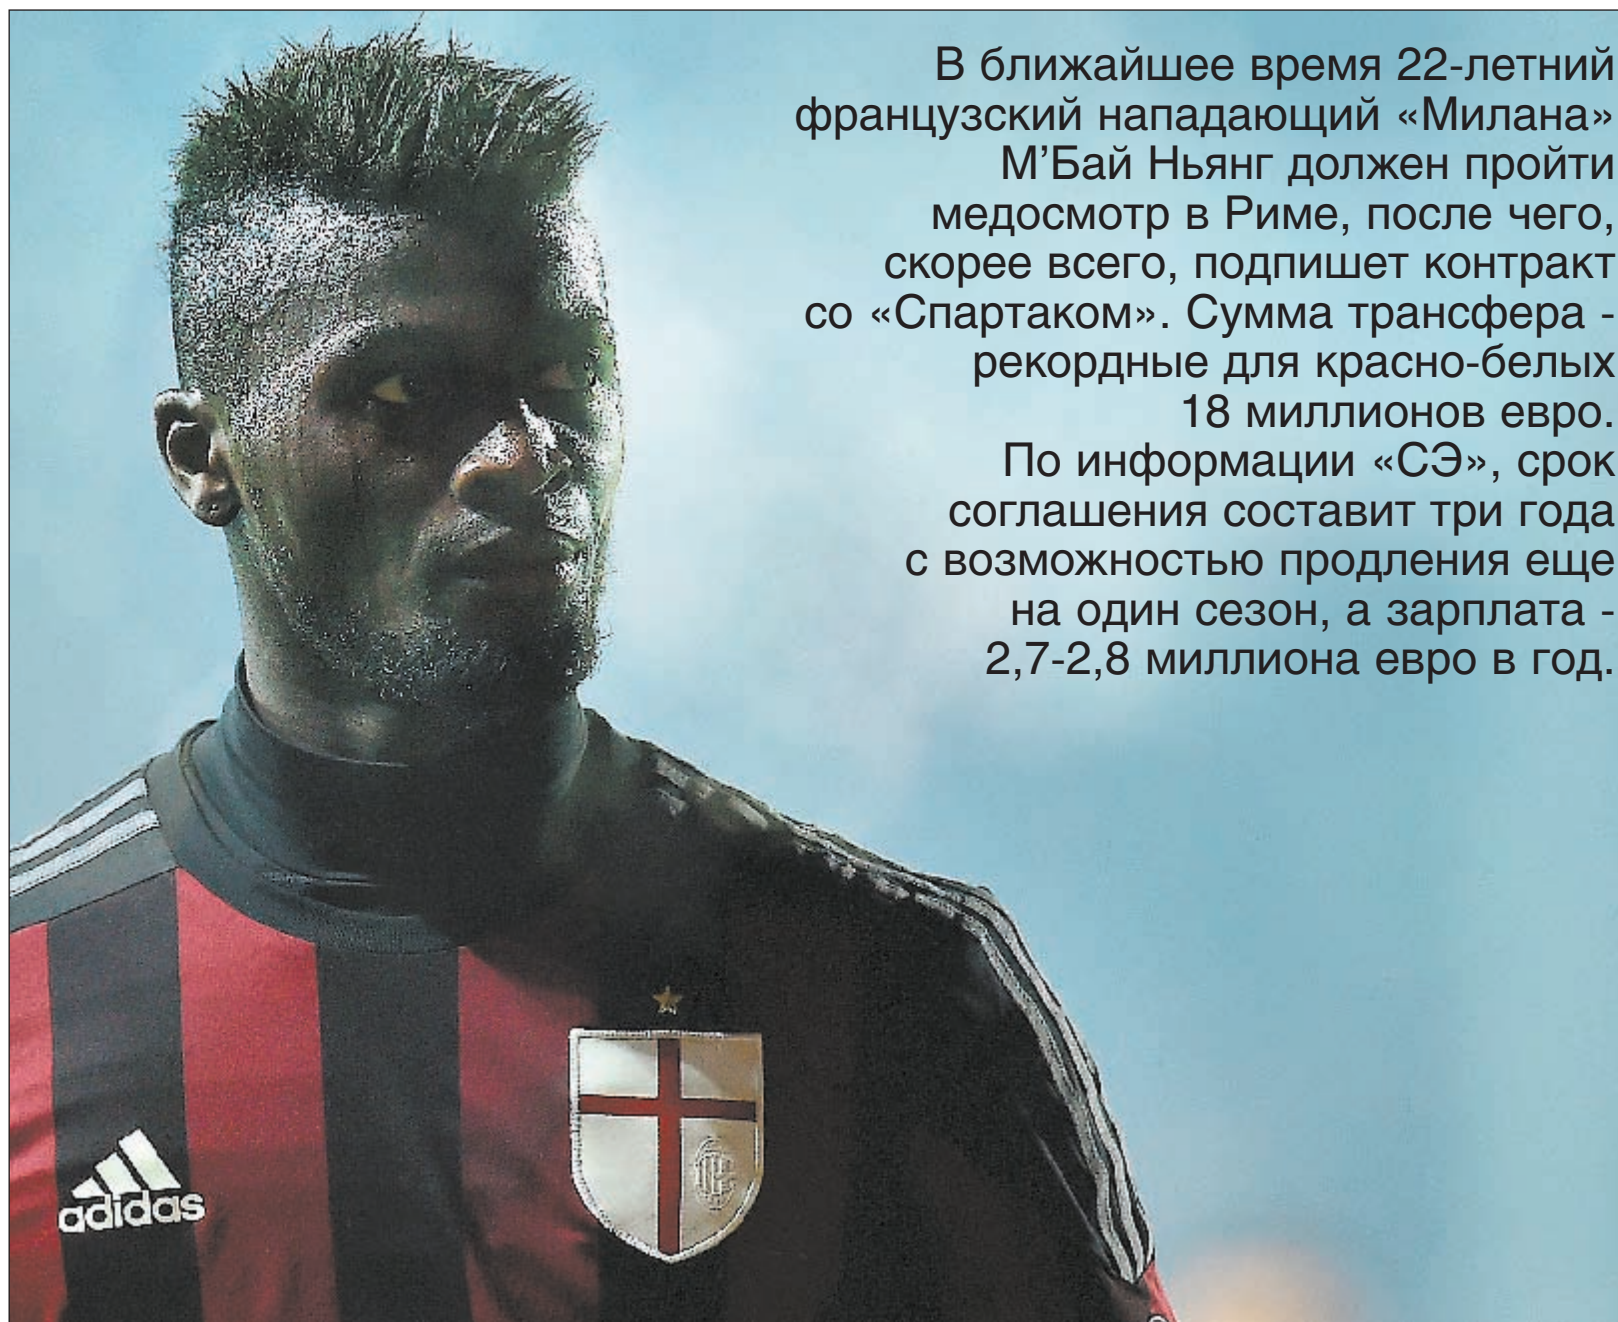 В ближайшее время 22-летний
французский нападающий «Милана»
М’Бай Ньянг должен пройти
медосмотр в Риме, после чего,
скорее всего, подпишет контракт
со «Спартаком». Сумма трансфера -
рекордные для красно-белых
18 миллионов евро.
По информации «СЭ», срок
соглашения составит три года
с возможностью продления еще
на один сезон, а зарплата -
2,7-2,8 миллиона евро в год.
adidas